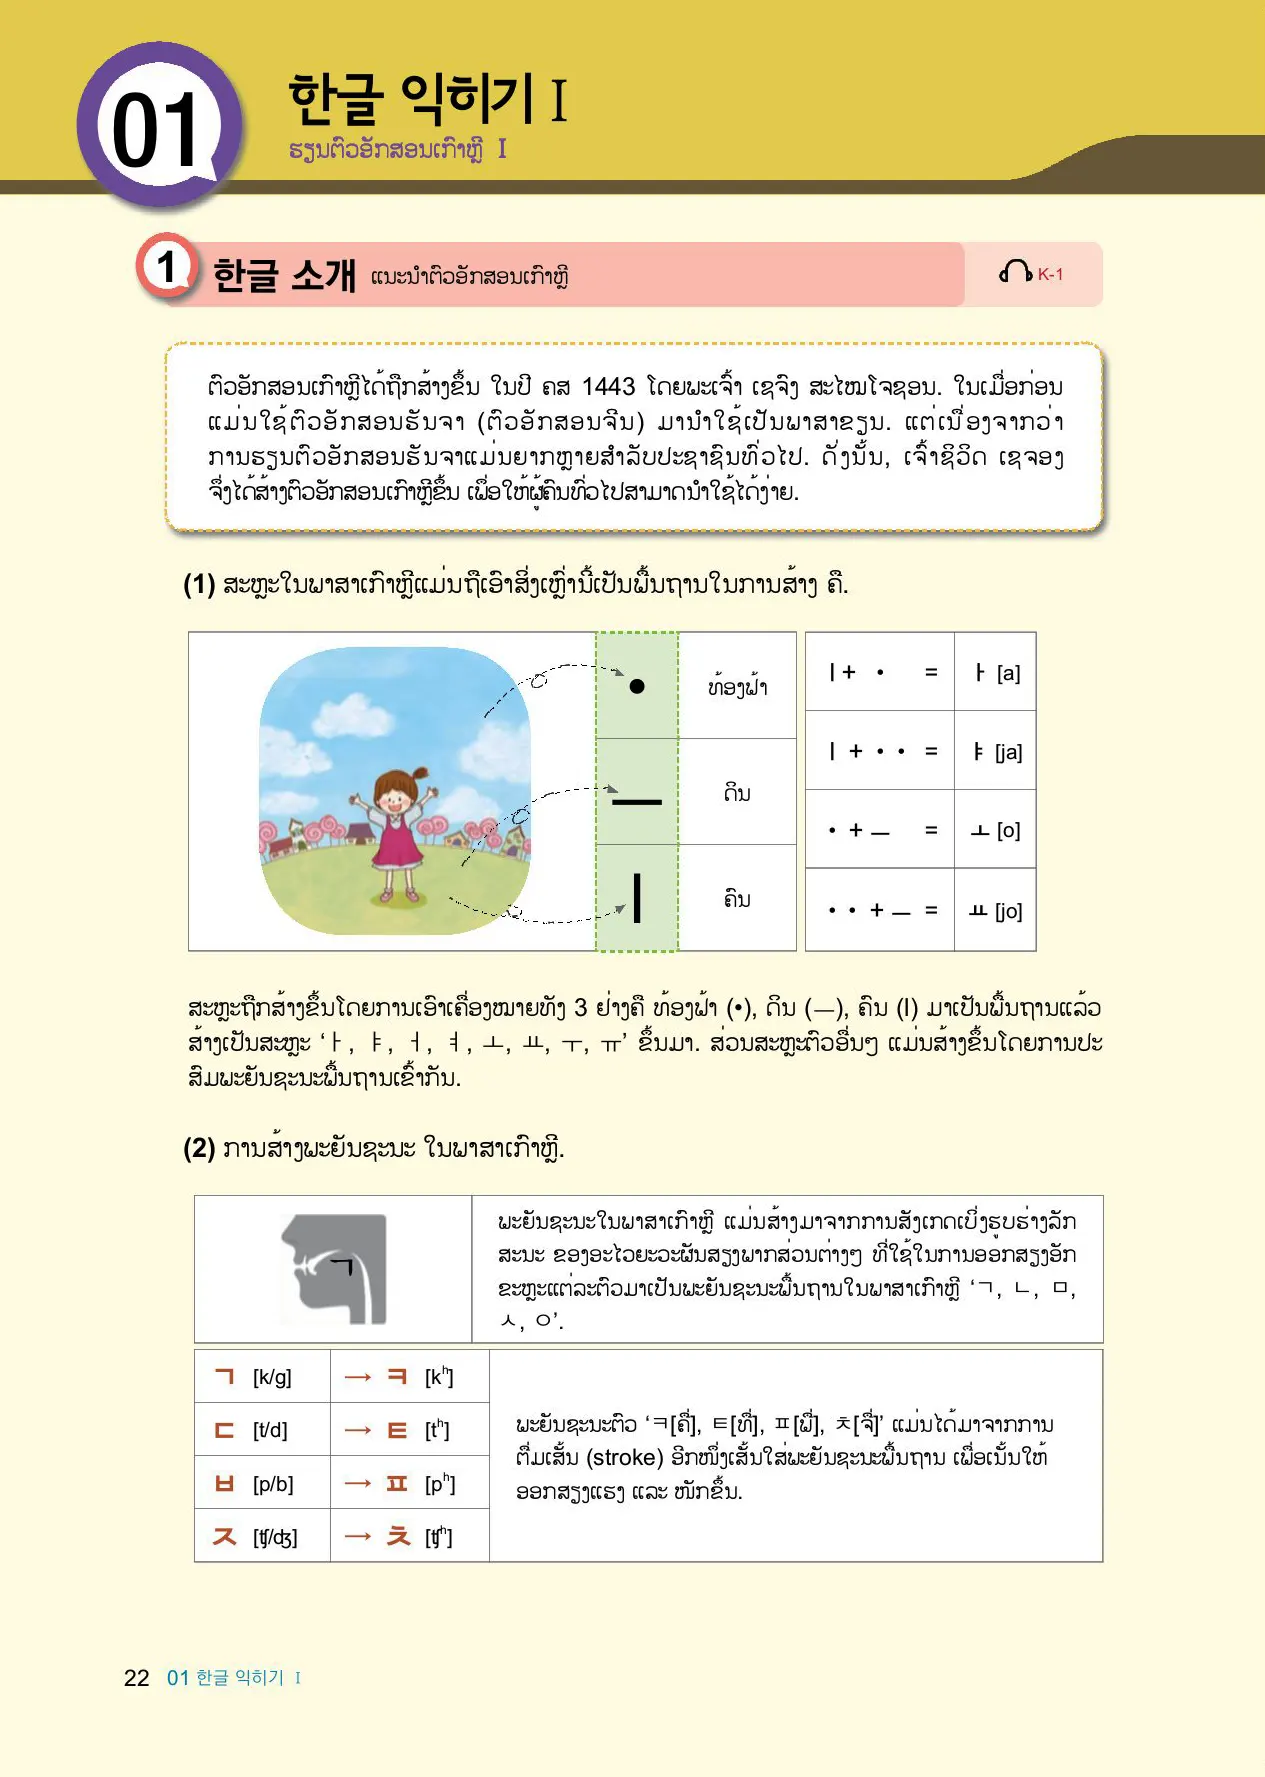 01
한글 익히기 I
ຮຽນຕົວອັກສອນເກົາຫຼີ I
1 한글 소개 ແນະນຳຕົວອັກສອນເກົາຫຼີ
K-1
ຕົວອັກສອນເກົາຫຼີໄດ້ຖືກສ້າງຂຶ້ນ ໃນປີ ຄສ 1443 ໂດຍພະເຈົ້າ ເຊຈົງ ສະໄໝໂຈຊອນ. ໃນເມື່ອກ່ອນ
ແມ່ນໃຊ້ຕົວອັກສອນຮັນຈາ (ຕົວອັກສອນຈີນ) ມານຳໃຊ້ເປັນພາສາຂຽນ. ແຕ່ເນື່ອງຈາກວ່າ
ການຮຽນຕົວອັກສອນຮັນຈາແມ່ນຍາກຫຼາຍສຳລັບປະຊາຊົນທົ່ວໄປ. ດັ່ງນັ້ນ, ເຈົ້າຊີວິດ ເຊຈອງ
ຈຶ່ງໄດ້ສ້າງຕົວອັກສອນເກົາຫຼີຂຶ້ນ ເພຶ່ອໃຫ້ຜູ້ຄົນທົ່ວໄປສາມາດນຳໃຊ້ໄດ້ງ່າຍ.
(1) ສະຫຼະໃນພາສາເກົາຫຼີແມ່ນຖືເອົາສິ່ງເຫຼົ່ານີ້ເປັນພື້ນຖານໃນການສ້າງ ຄື.
• ທ້ອງຟ້າ
ㅡ ດິນ
ㅣ ຄົນ
ㅣ+ • = ㅏ [a]
ㅣ + • • = ㅑ [ja]
• + ㅡ = ㅗ [o]
• • + ㅡ = ㅛ [jo]
ສະຫຼະຖືກສ້າງຂຶ້ນໂດຍການເອົາເຄື່ອງໝາຍທັງ 3 ຢ່າງຄື ທ້ອງຟ້າ (•), ດິນ (ㅡ), ຄົນ (ㅣ) ມາເປັນພື້ນຖານແລ້ວ
ສ້າງເປັນສະຫຼະ ‘ㅏ, ㅑ, ㅓ, ㅕ, ㅗ, ㅛ, ㅜ, ㅠ’ ຂຶ້ນມາ. ສ່ວນສະຫຼະຕົວອື່ນໆ ແມ່ນສ້າງຂຶ້ນໂດຍການປະ
ສົມພະຍັນຊະນະພື້ນຖານເຂົ້າກັນ.
(2) ການສ້າງພະຍັນຊະນະ ໃນພາສາເກົາຫຼີ.
ㄱ
ພະຍັນຊະນະໃນພາສາເກົາຫຼີ ແມ່ນສ້າງມາຈາກການສັງເກດເບິ່ງຮູບຮ່າງລັກ
ສະນະ ຂອງອະໄວຍະວະຜັນສຽງພາກສ່ວນຕ່າງໆ ທີ່ໃຊ້ໃນການອອກສຽງອັກ
ຂະຫຼະແຕ່ລະຕົວມາເປັນພະຍັນຊະນະພື້ນຖານໃນພາສາເກົາຫຼີ ‘ㄱ, ㄴ, ㅁ,
ㅅ, ㅇ’.
ㄱ [k/g] → ㅋ [kʰ]
ㄷ [t/d] → ㅌ [tʰ]
ㅂ [p/b] → ㅍ [pʰ]
ㅈ [ʧ/ʤ] → ㅊ [ʧʰ]
ພະຍັນຊະນະຕົວ ‘ㅋ[ຄື່], ㅌ[ທື່], ㅍ[ພື່], ㅊ[ຈື່]’ ແມ່ນໄດ້ມາຈາກການ
ຕື່ມເສັ້ນ (stroke) ອີກໜຶ່ງເສັ້ນໃສ່ພະຍັນຊະນະພື້ນຖານ ເພື່ອເນັ້ນໃຫ້
ອອກສຽງແຮງ ແລະ ໜັກຂຶ້ນ.
22 01 한글 익히기 I